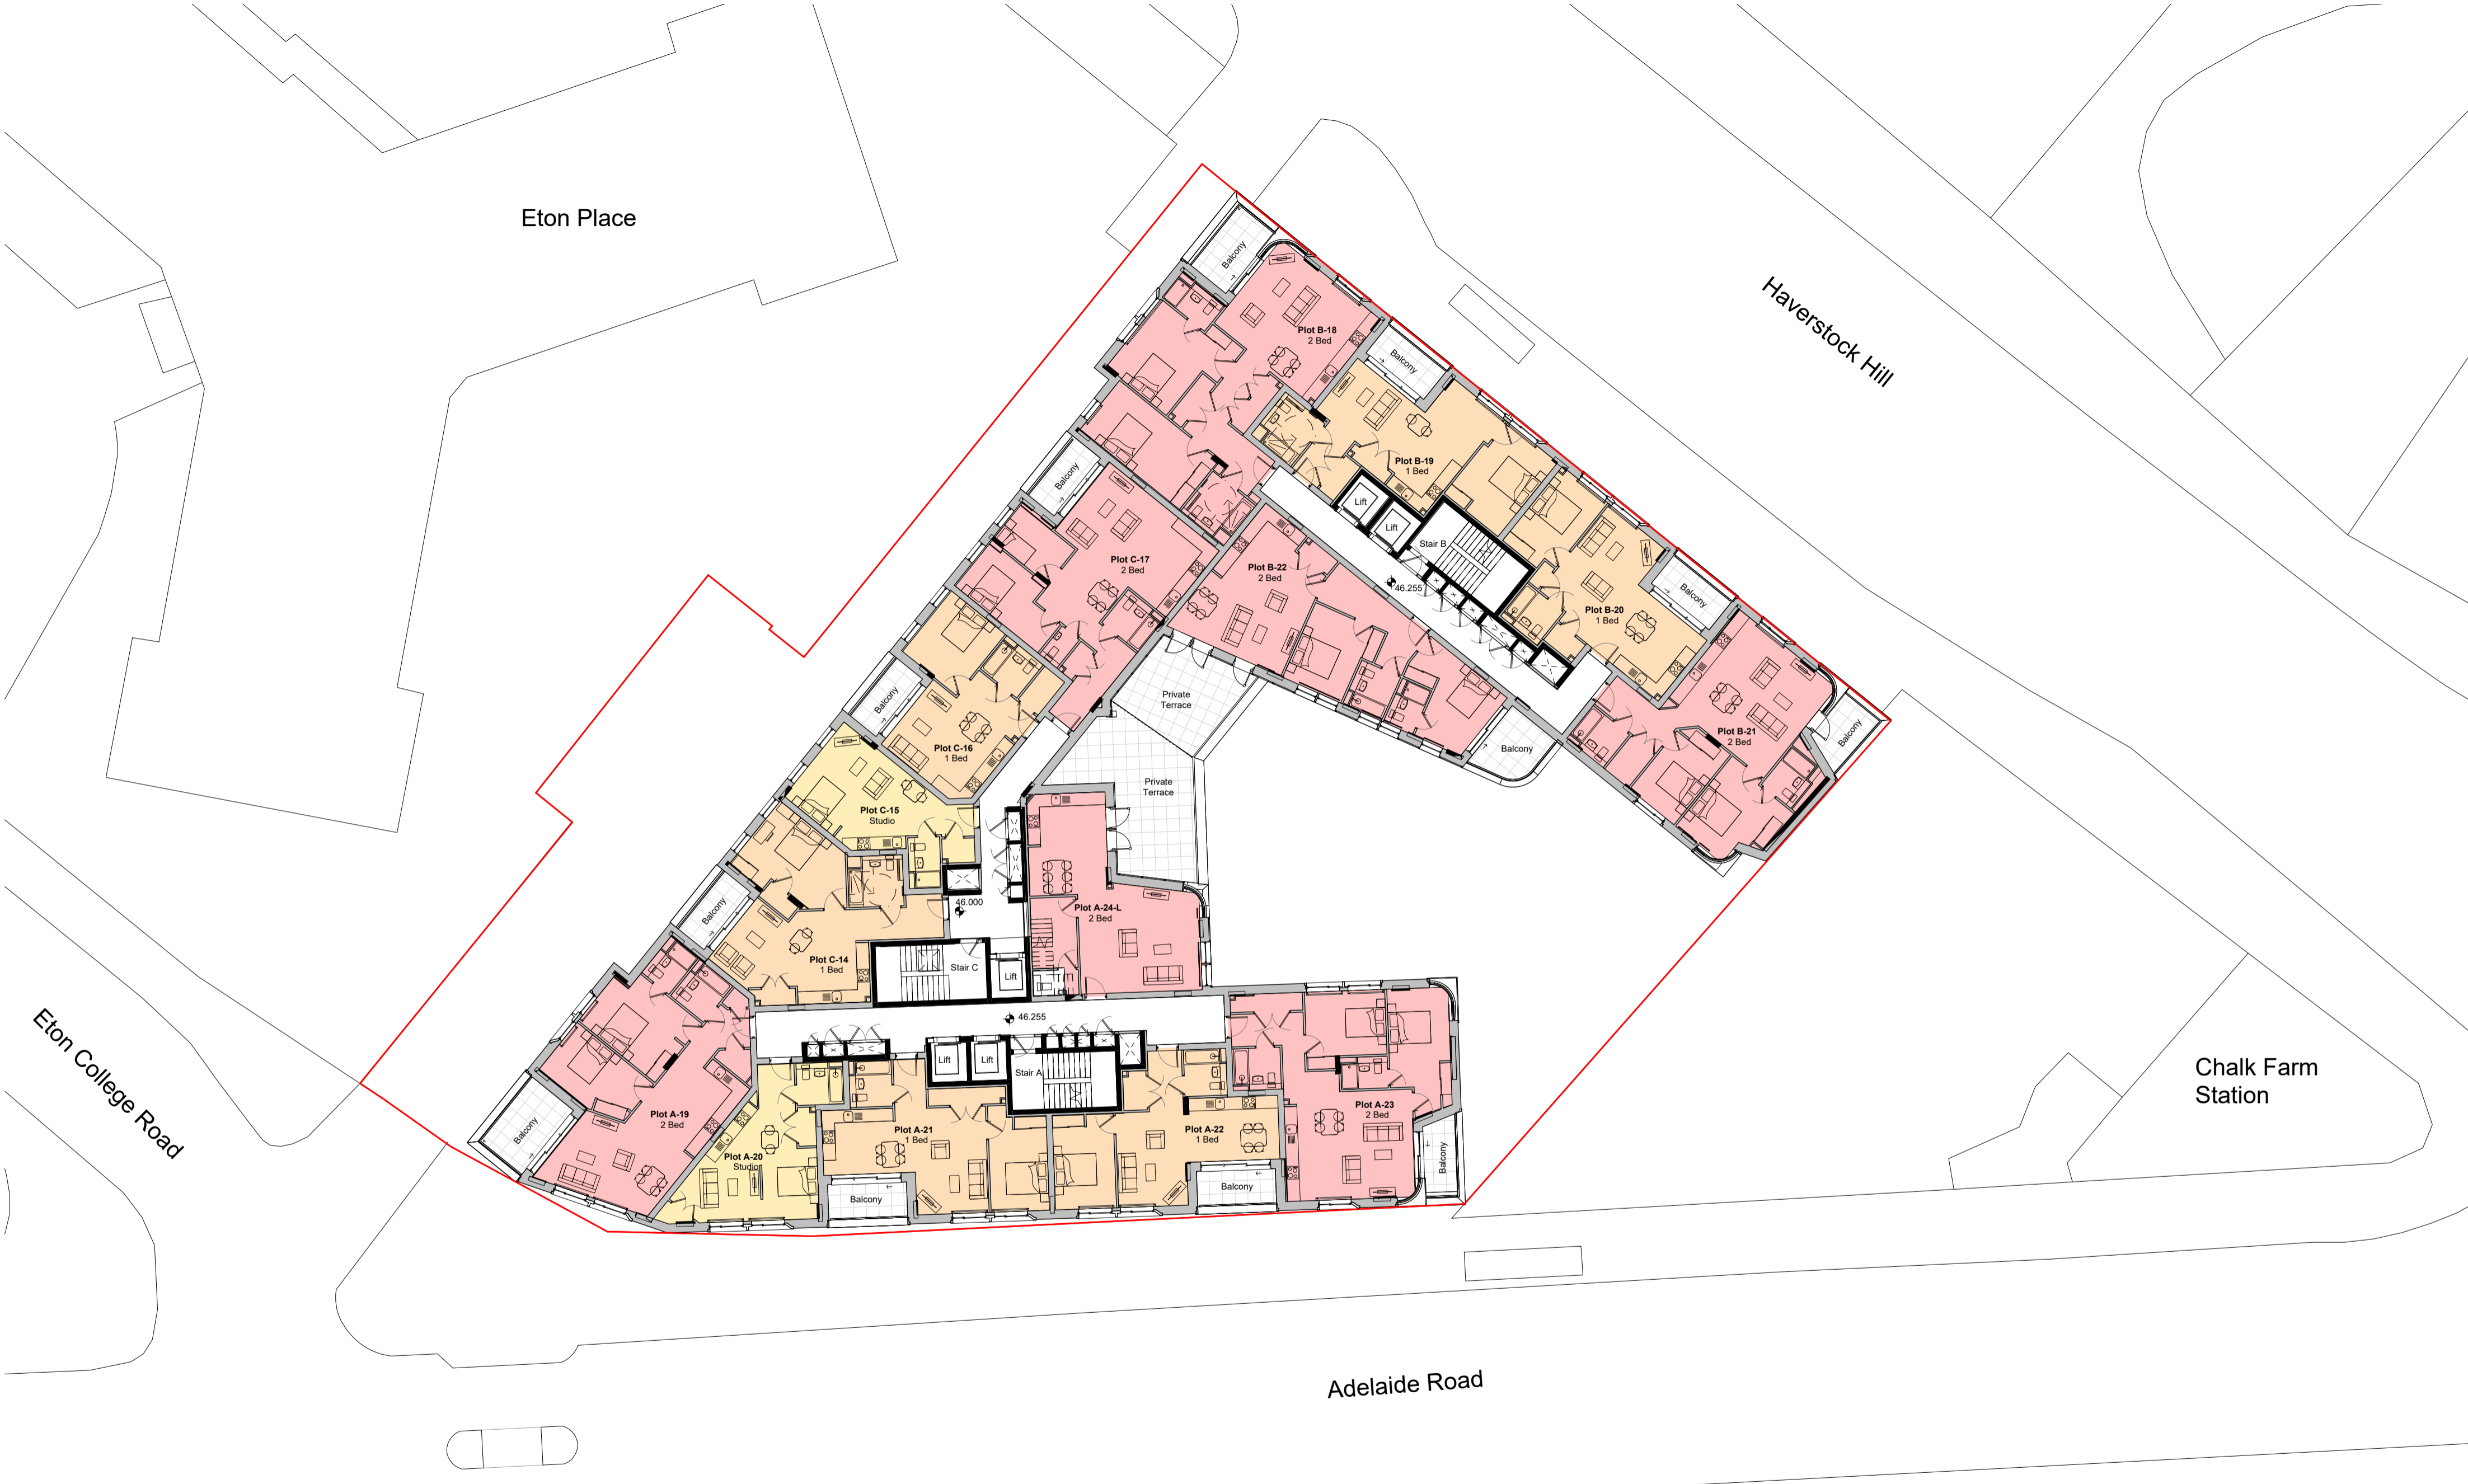 Eton Place
Haverstock Hill
Balcony
Plot B-18
2 Bed
Balcony
Plot B-19
1 Bed
Balcony
Lift
Lift
Stair B
Plot C-17
2 Bed
Plot B-22
2 Bed
46.255
Balcony
Plot B-20
1 Bed
Balcony
Private
Terrace
Plot C-16
1 Bed
Balcony
Plot B-21
2 Bed
Balcony
Private
Terrace
Plot C-15
Studio
Balcony
46.000
Plot A-24-L
2 Bed
Plot C-14
1 Bed
Stair C
Lift
46.255
Eton College Road
Lift
Lift
Stair A
Chalk Farm
Station
Balcony
Plot A-19
2 Bed
Plot A-20
Studio
Plot A-21
1 Bed
Plot A-22
1 Bed
Plot A-23
2 Bed
Balcony
Balcony
Balcony
Adelaide Road